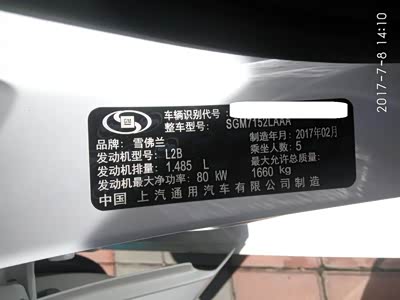 2017-7-8 14:10
车辆识别代号:
整车型号: SGM7152LAAA
品牌: 雪佛兰 制造年月: 2017年02月
发动机型号: L2B 乘坐人数: 5
发动机排量: 1.485 L 最大允许总质量:
发动机最大净功率: 80 kW 1660 kg
中国 上汽通用汽车有限公司制造